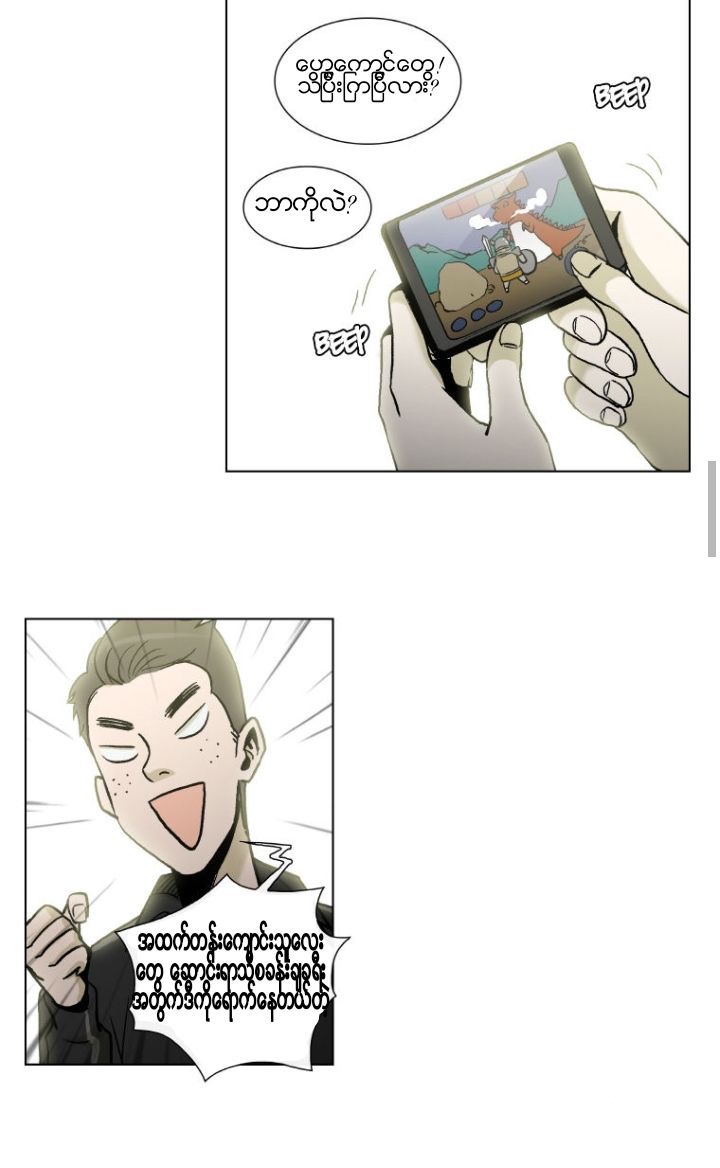 ဟေ့ကောင်တွေ!
သိပြီးကြပြီလား?
BEEP
ဘာကိုလဲ?
BEEP
အထက်တန်းကျောင်းသူလေး
တွေ ဆောင်းရာသီစခန်းချခရီး
အတွက်ဒီကိုရောက်နေတယ်တဲ့